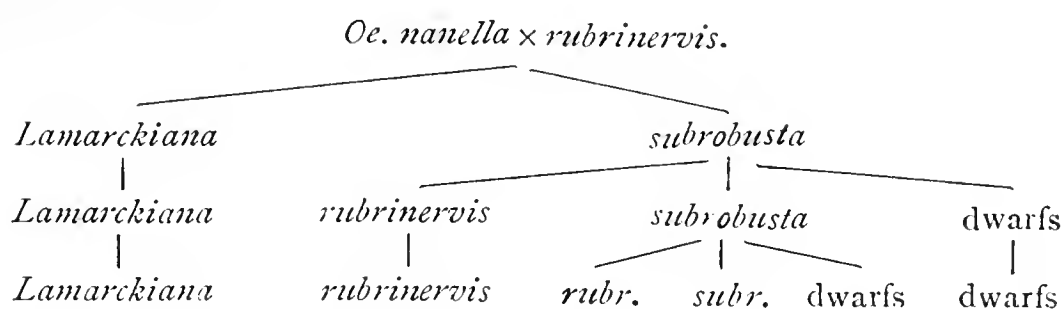 Oe. nanella × rubrinervis.
Lamarckiana subrobusta
Lamarckiana rubrinervis subrobusta dwarfs
Lamarckiana rubrinervis rubr. subr. dwarfs dwarfs